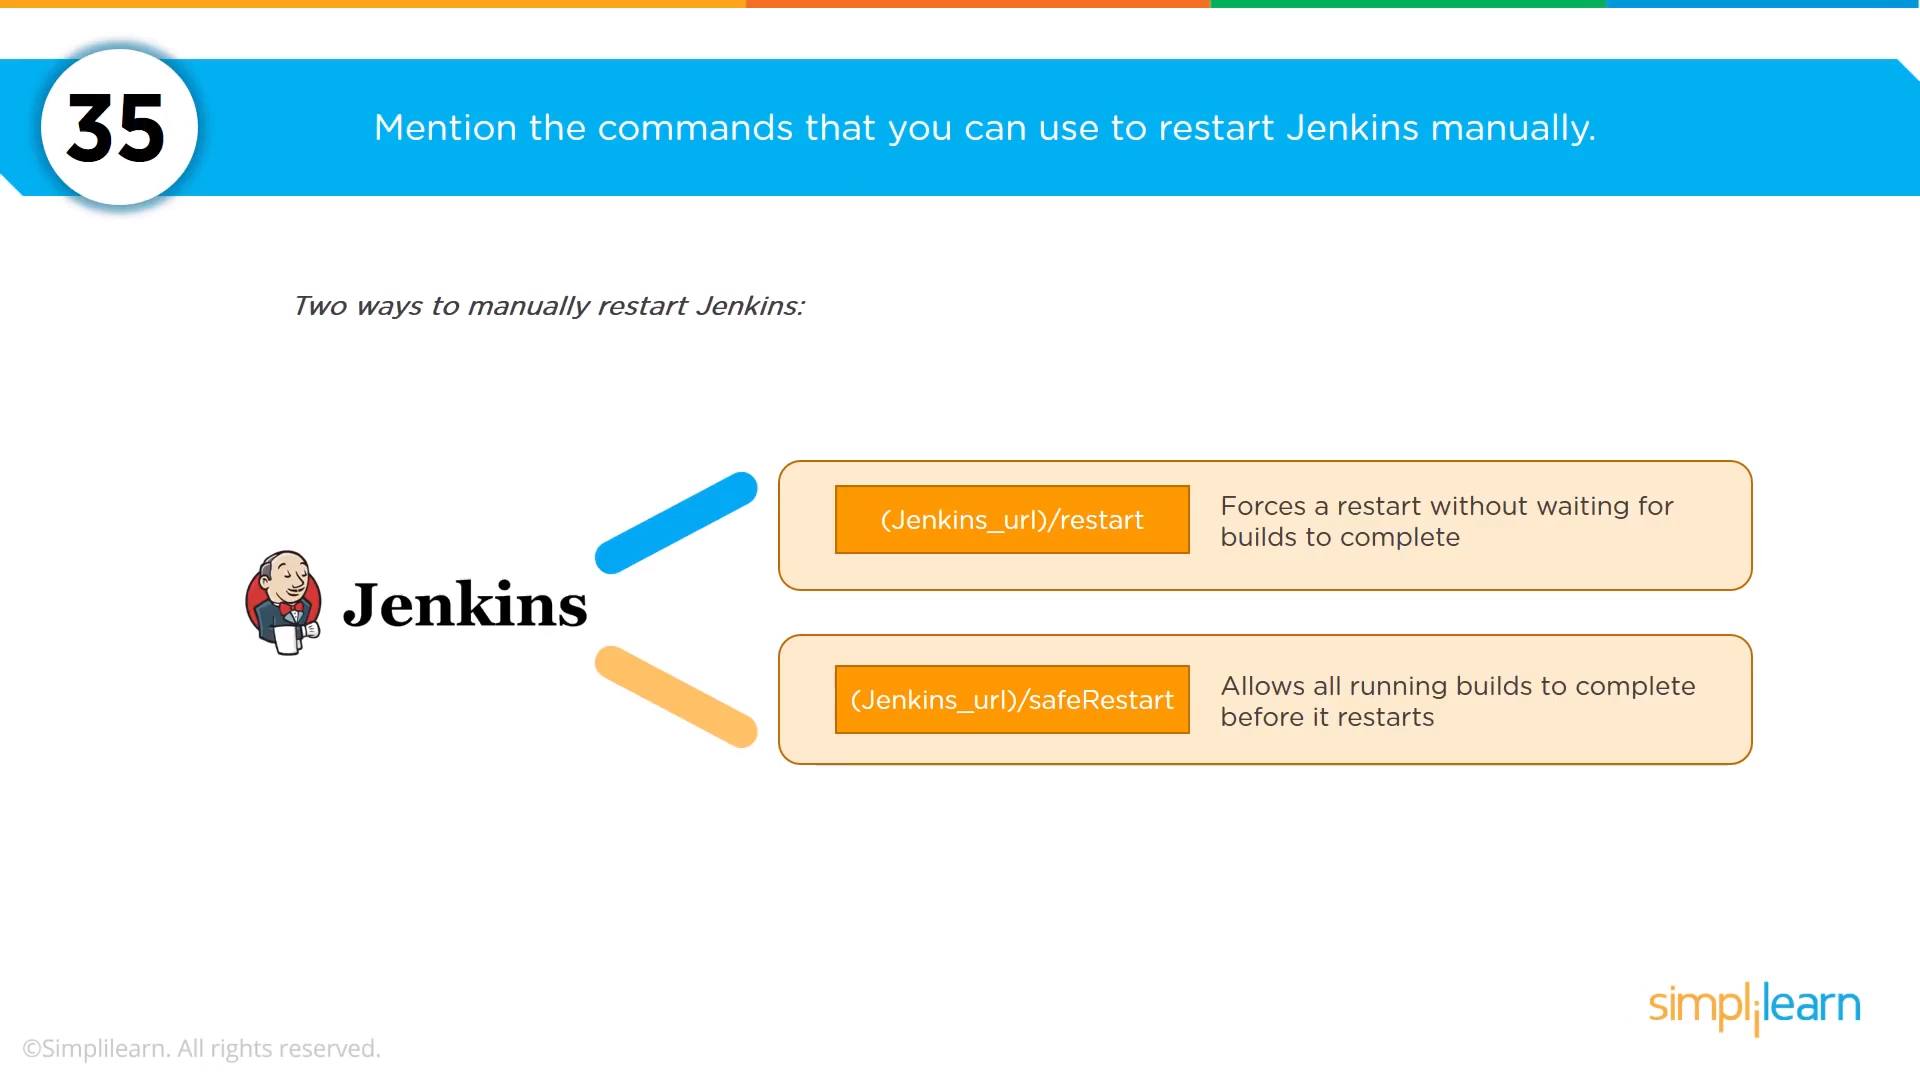 35
Mention the commands that you can use to restart Jenkins manually.
Two ways to manually restart Jenkins:
Jenkins
(Jenkins_url)/restart
Forces a restart without waiting for
builds to complete
(Jenkins_url)/safeRestart
Allows all running builds to complete
before it restarts
simplilearn
©Simplilearn. All rights reserved.